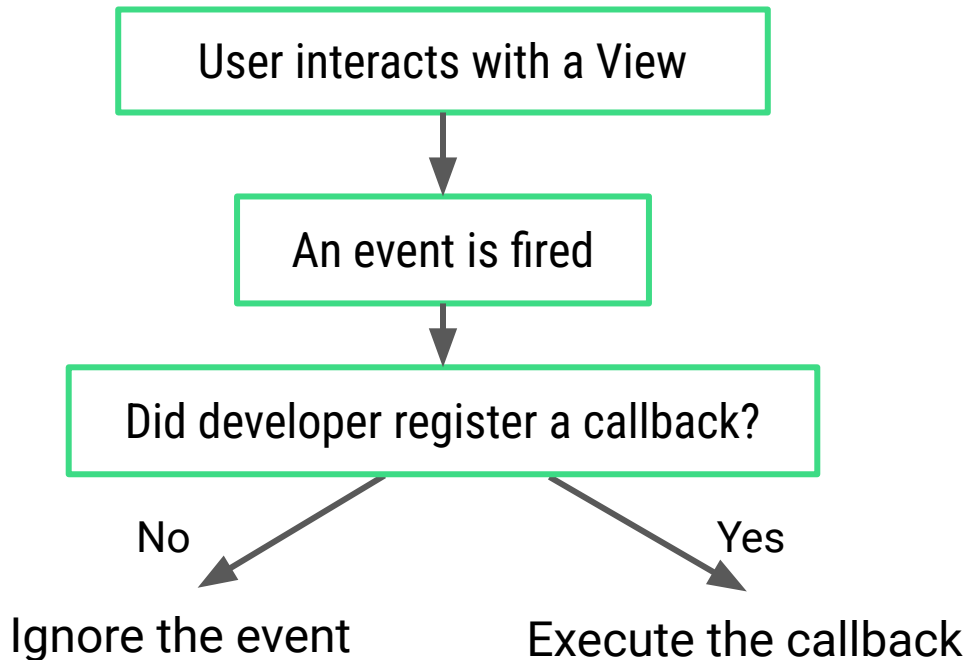 User interacts with a View
An event is fired
Did developer register a callback?
No
Yes
Ignore the event
Execute the callback